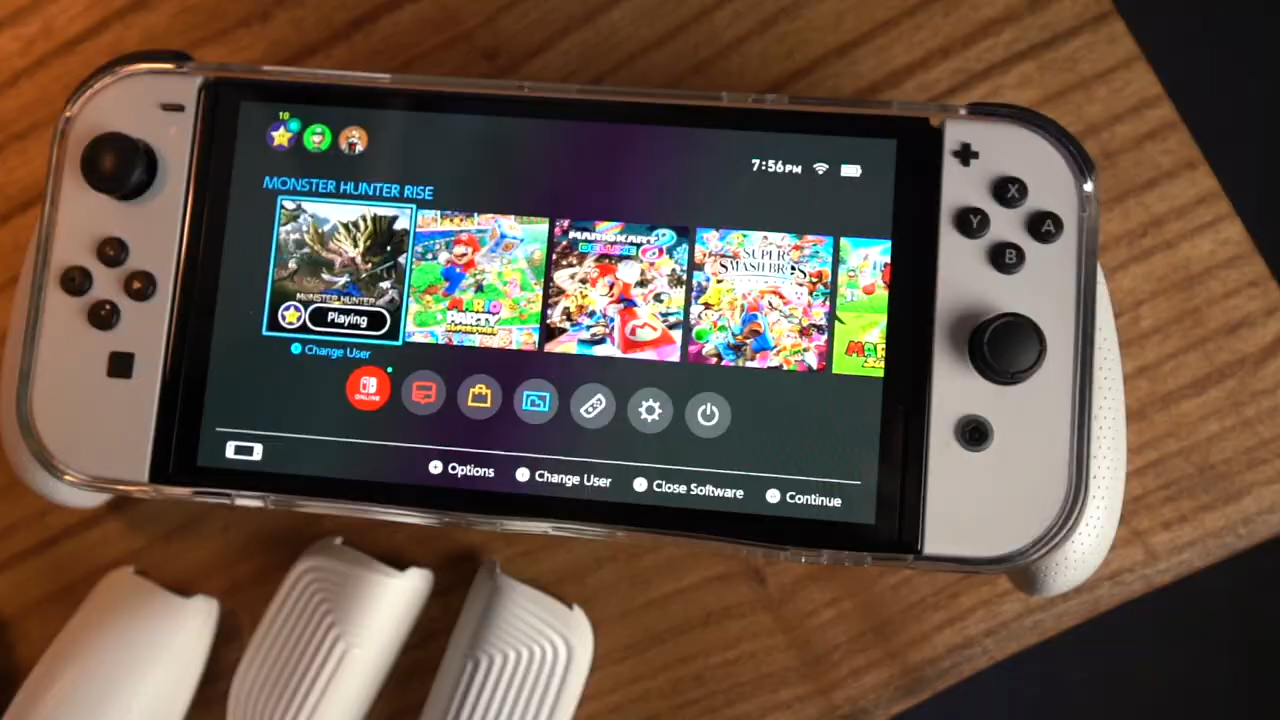 10
7:56PM
MONSTER HUNTER RISE
MONSTER HUNTER
Playing
MARIO
PARTY
SUPERSTARS
MARIOKART
8
DELUXE
SUPER
SMASH BROS.
Change User
ONLINE
+ Options
Change User
Close Software
Continue
X
Y
A
B